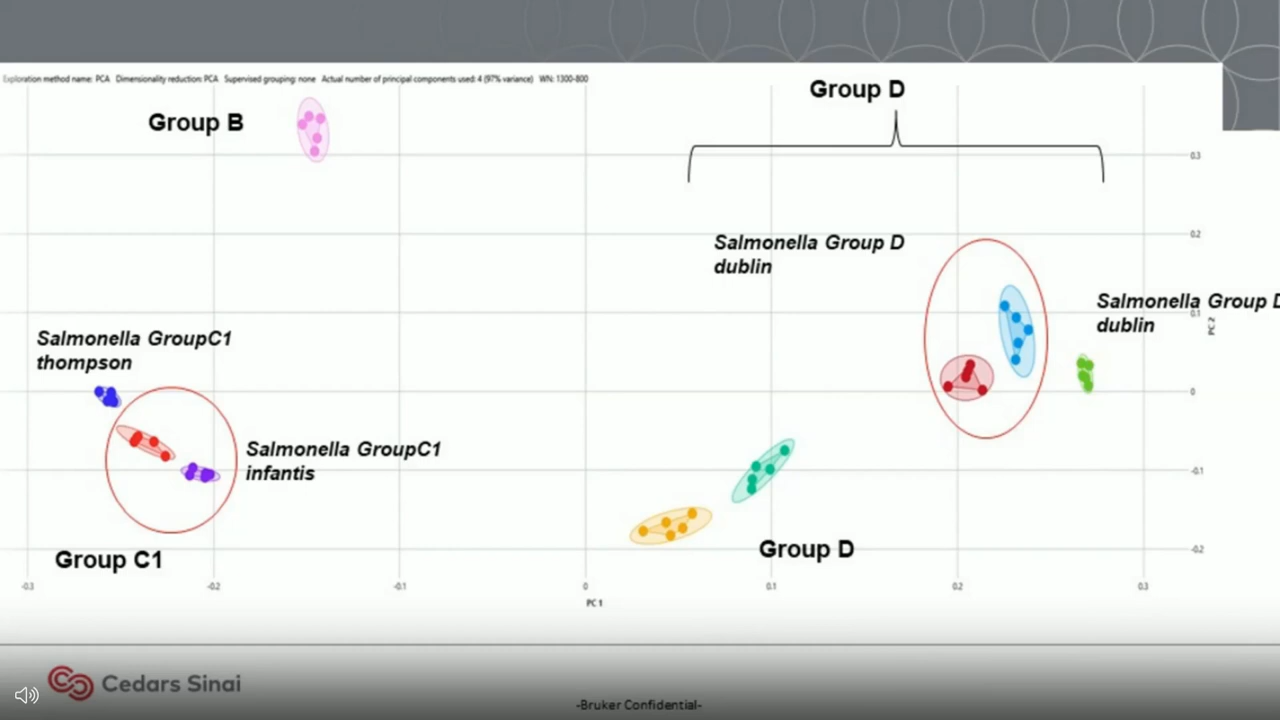 Exploration method name: PCA Dimensionality reduction: PCA Supervised grouping: none Actual number of principal components used: 4 (97% variance) WN: 1300-800
Group D
Group B
0.3
0.2
Salmonella Group D
dublin
Salmonella Group D
dublin
0.1
PC 2
Salmonella GroupC1
thompson
0
Salmonella GroupC1
infantis
-0.1
Group D
-0.2
Group C1
-0.3 -0.2 -0.1 0 0.1 0.2 0.3
PC 1
Cedars Sinai
-Bruker Confidential-